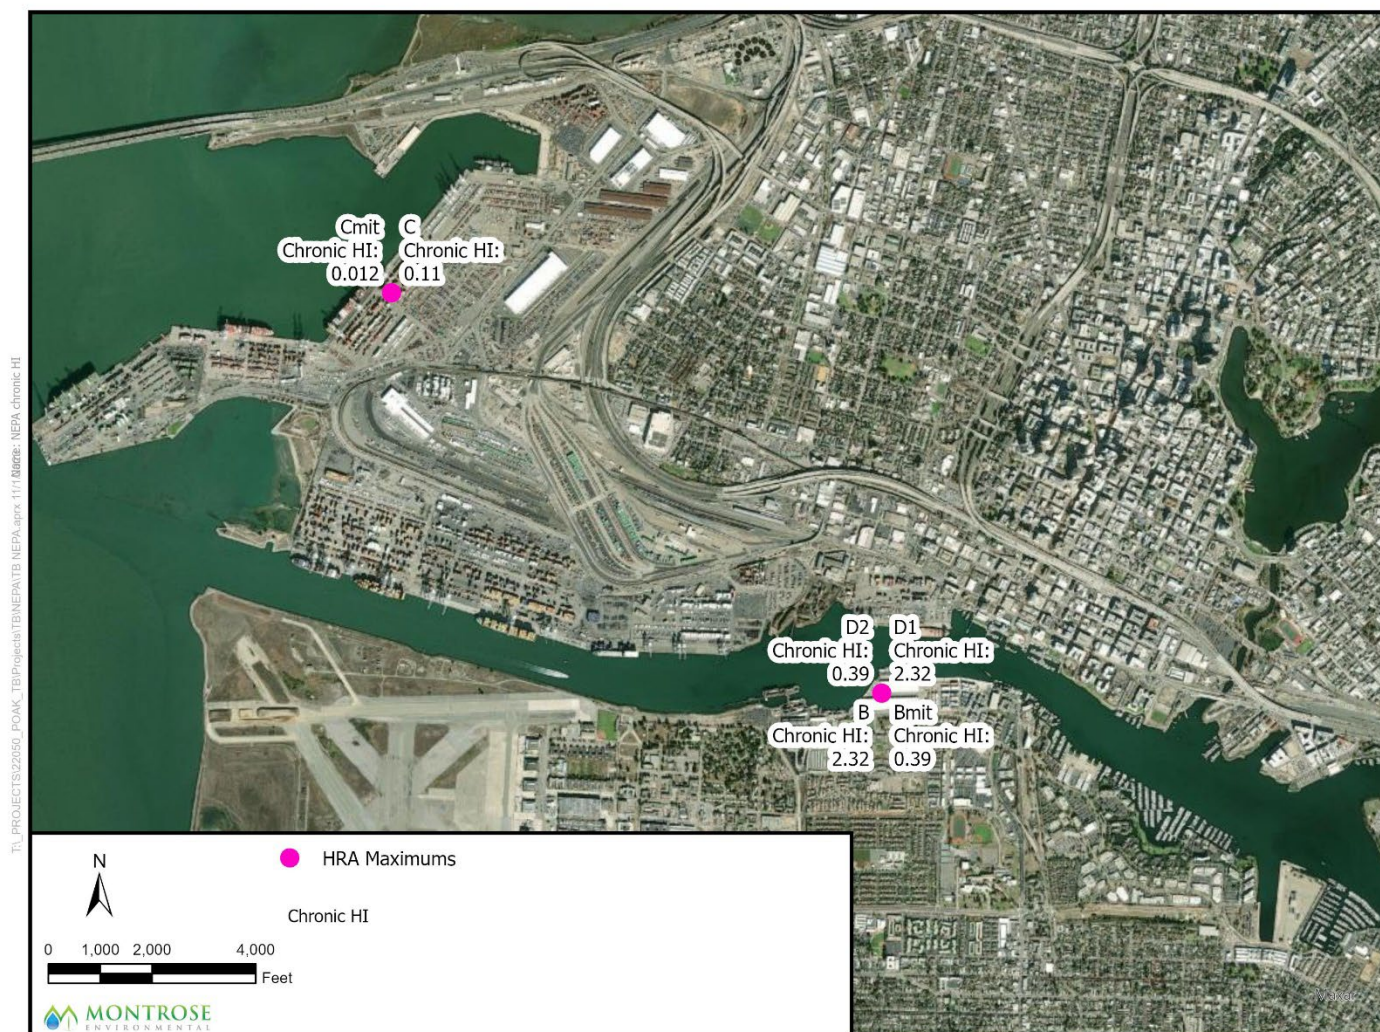 Cmit
Chronic HI:
0.012
C
Chronic HI:
0.11
D2
Chronic HI:
0.39
D1
Chronic HI:
2.32
B
Chronic HI:
2.32
Bmit
Chronic HI:
0.39
N
HRA Maximums
Chronic HI
0 1,000 2,000 4,000
Feet
MONTROSE
ENVIRONMENTAL
Maxar